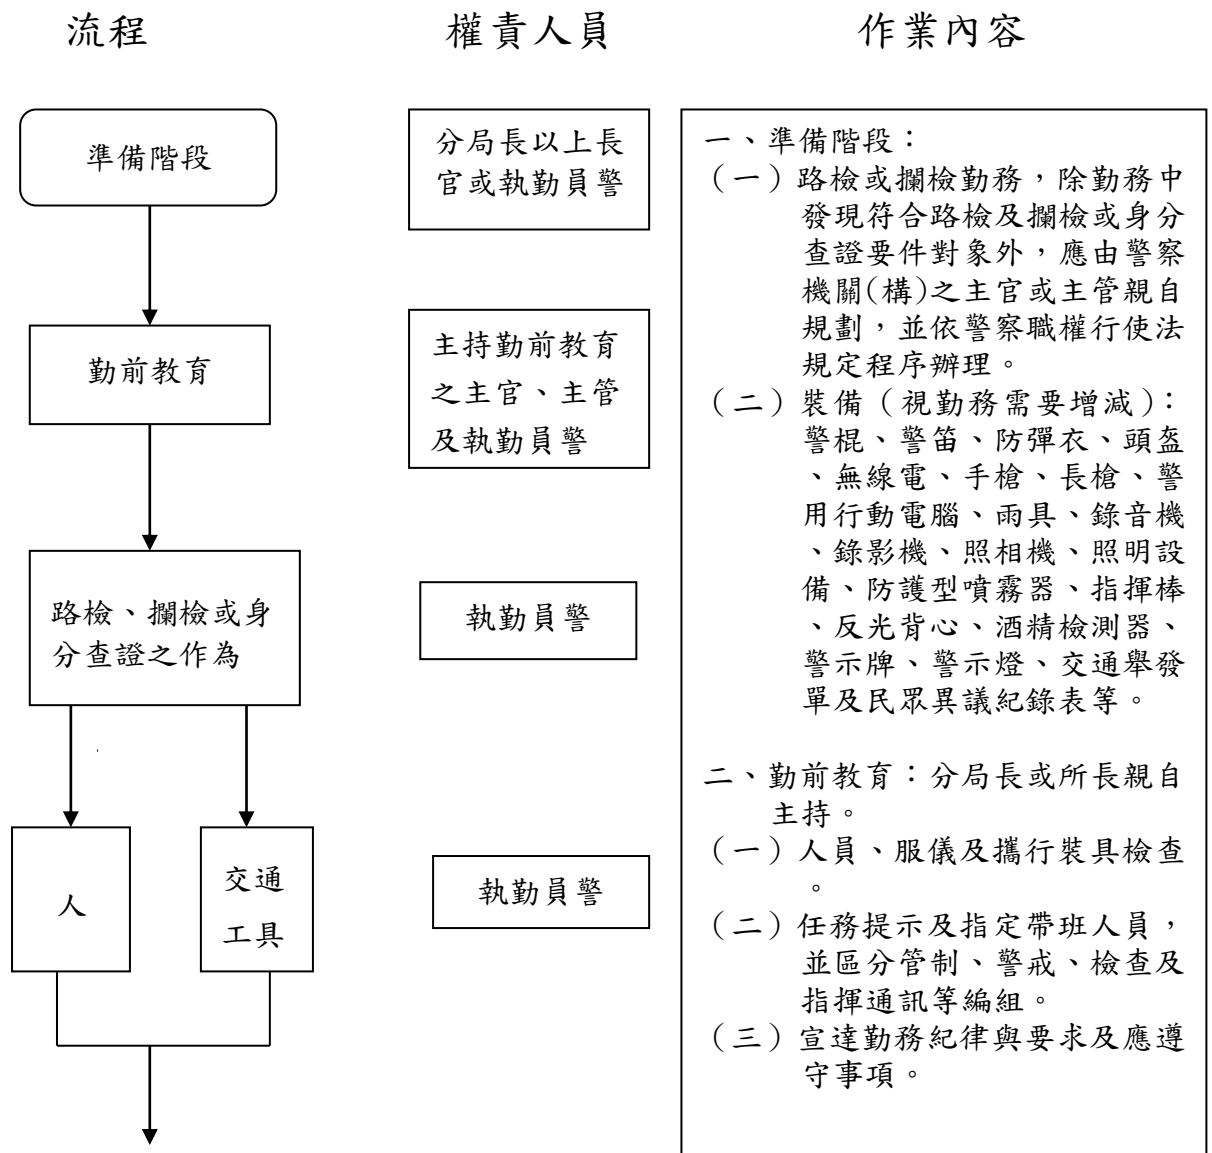 流程
權責人員
作業內容
準備階段
分局長以上長
官或執勤員警
勤前教育
主持勤前教育
之主官、主管
及執勤員警
路檢、攔檢或身
分查證之作為
執勤員警
人
交通
工具
執勤員警
一、準備階段：
（一）路檢或攔檢勤務，除勤務中
發現符合路檢及攔檢或身分
查證要件對象外，應由警察
機關(構)之主官或主管親自
規劃，並依警察職權行使法
規定程序辦理。
（二）裝備（視勤務需要增減）：
警棍、警笛、防彈衣、頭盔
、無線電、手槍、長槍、警
用行動電腦、雨具、錄音機
、錄影機、照相機、照明設
備、防護型噴霧器、指揮棒
、反光背心、酒精檢測器、
警示牌、警示燈、交通舉發
單及民眾異議紀錄表等。
二、勤前教育：分局長或所長親自
主持。
（一）人員、服儀及攜行裝具檢查
。
（二）任務提示及指定帶班人員，
並區分管制、警戒、檢查及
指揮通訊等編組。
（三）宣達勤務紀律與要求及應遵
守事項。